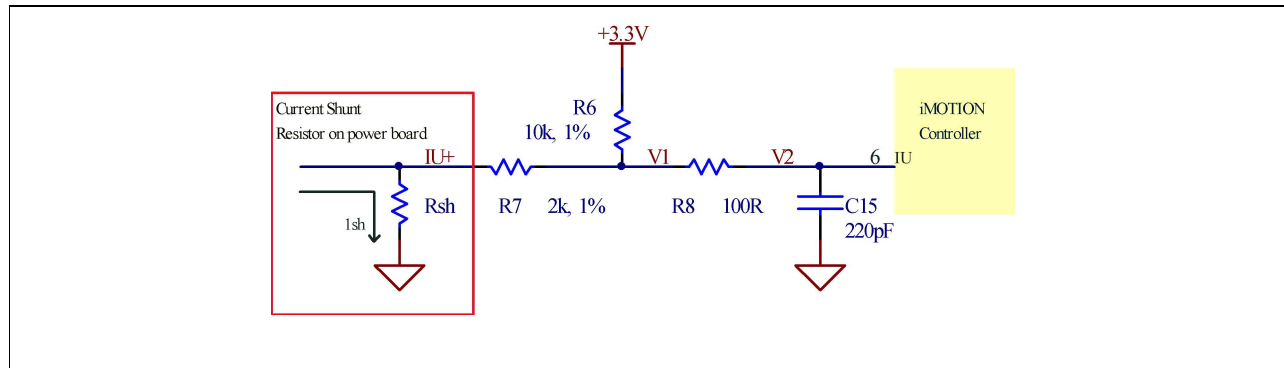 +3.3V
Current Shunt
Resistor on power board
R6
10k, 1%
iMOTION
Controller
IU+
V1
V2
6
IU
Rsh
R7
2k, 1%
R8
100R
C15
220pF
1sh